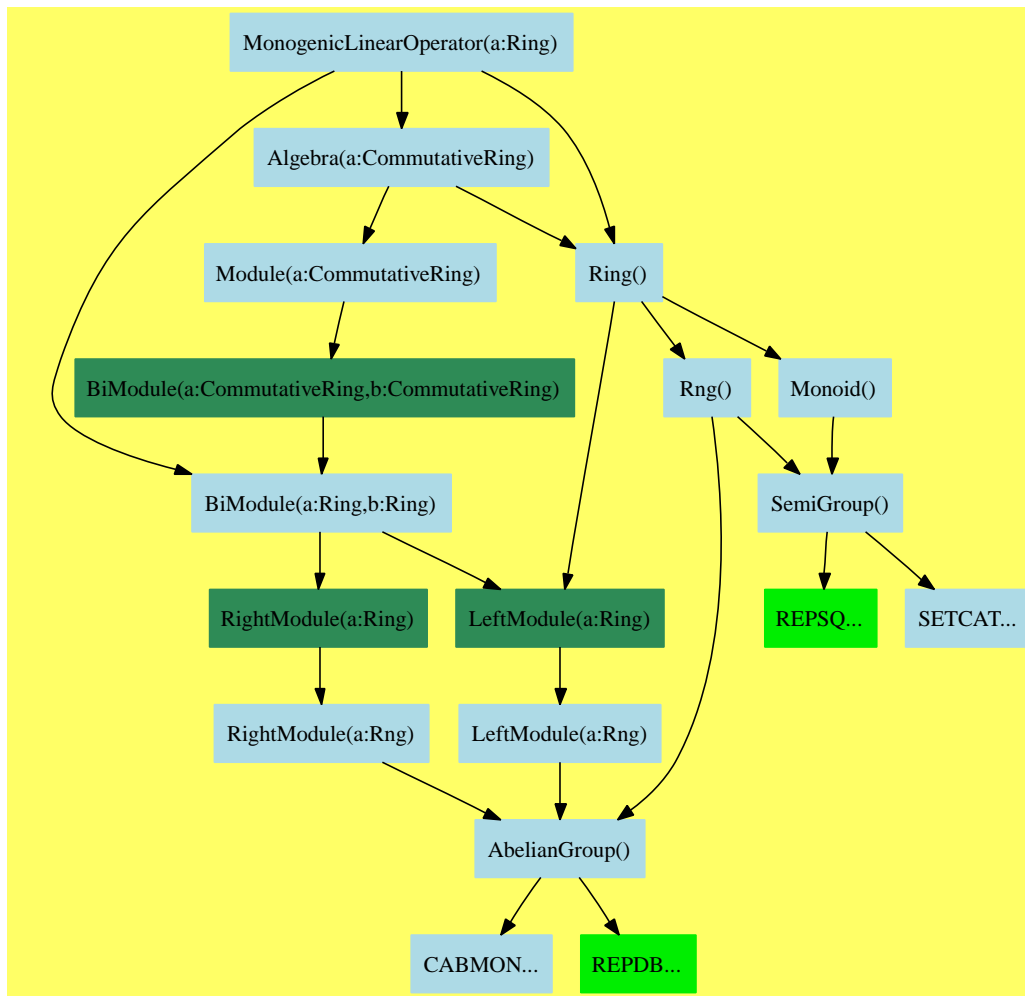 MonogenicLinearOperator(a:Ring)
Algebra(a:CommutativeRing)
Module(a:CommutativeRing)
Ring()
BiModule(a:CommutativeRing,b:CommutativeRing)
Rng()
Monoid()
BiModule(a:Ring,b:Ring)
SemiGroup()
RightModule(a:Ring)
LeftModule(a:Ring)
REPSQ...
SETCAT...
RightModule(a:Rng)
LeftModule(a:Rng)
AbelianGroup()
CABMON...
REPDB...